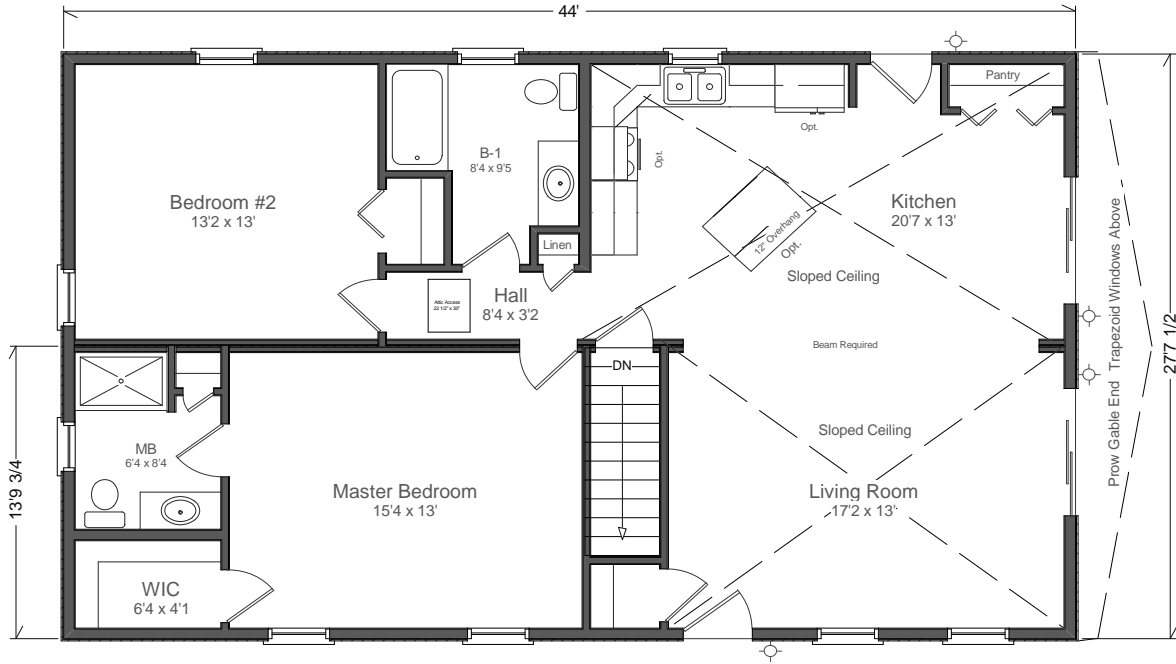 44'
Pantry
Opt.
B-1
8'4 x 9'5
Opt.
Bedroom #2
13'2 x 13'
Kitchen
20'7 x 13'
12" Overhang
Opt.
Linen
Sloped Ceiling
Attic Access
22 1/2" x 30"
Hall
8'4 x 3'2
Beam Required
Prow Gable End  Trapezoid Windows Above
27'7 1/2
DN
Sloped Ceiling
MB
6'4 x 8'4
13'9 3/4
Master Bedroom
15'4 x 13'
Living Room
17'2 x 13'
WIC
6'4 x 4'1